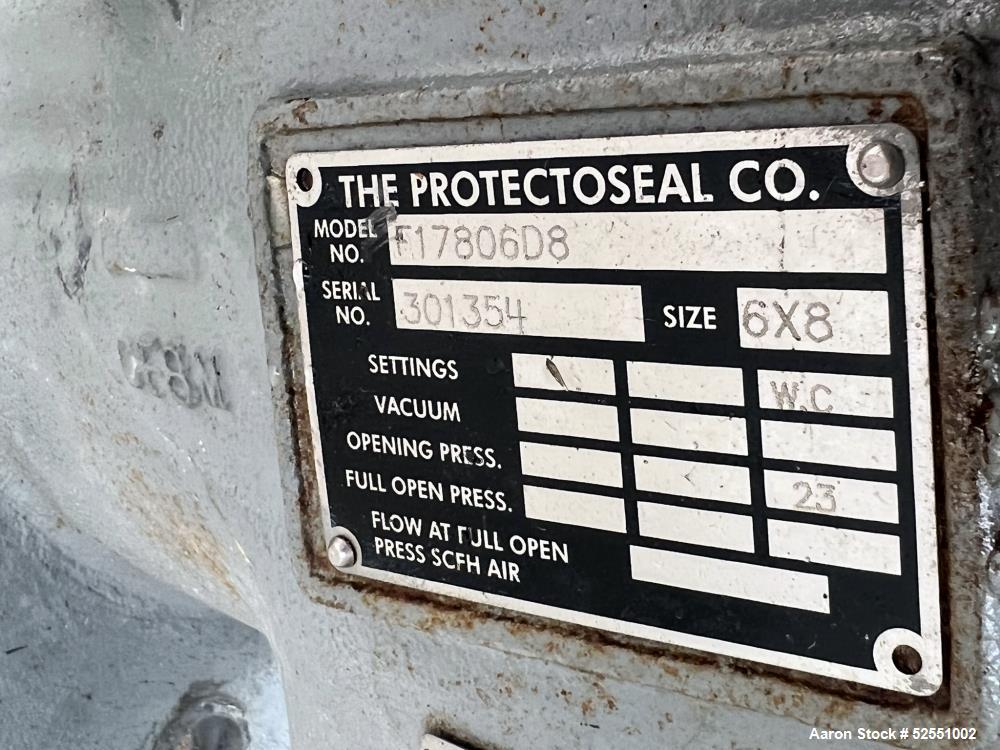 THE PROTECTOSEAL CO.
MODEL NO. F17806D8
SERIAL NO. 301354 SIZE 6X8
SETTINGS W.C
VACUUM
OPENING PRESS. 23
FULL OPEN PRESS.
FLOW AT FULL OPEN
PRESS SCFH AIR
Aaron Stock # 52551002